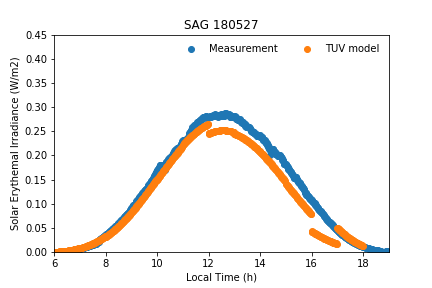 SAG 180527
Measurement TUV model
Solar Erythemal Irradiance (W/m2)
0.45
0.40
0.35
0.30
0.25
0.20
0.15
0.10
0.05
0.00
6 8 10 12 14 16 18
Local Time (h)